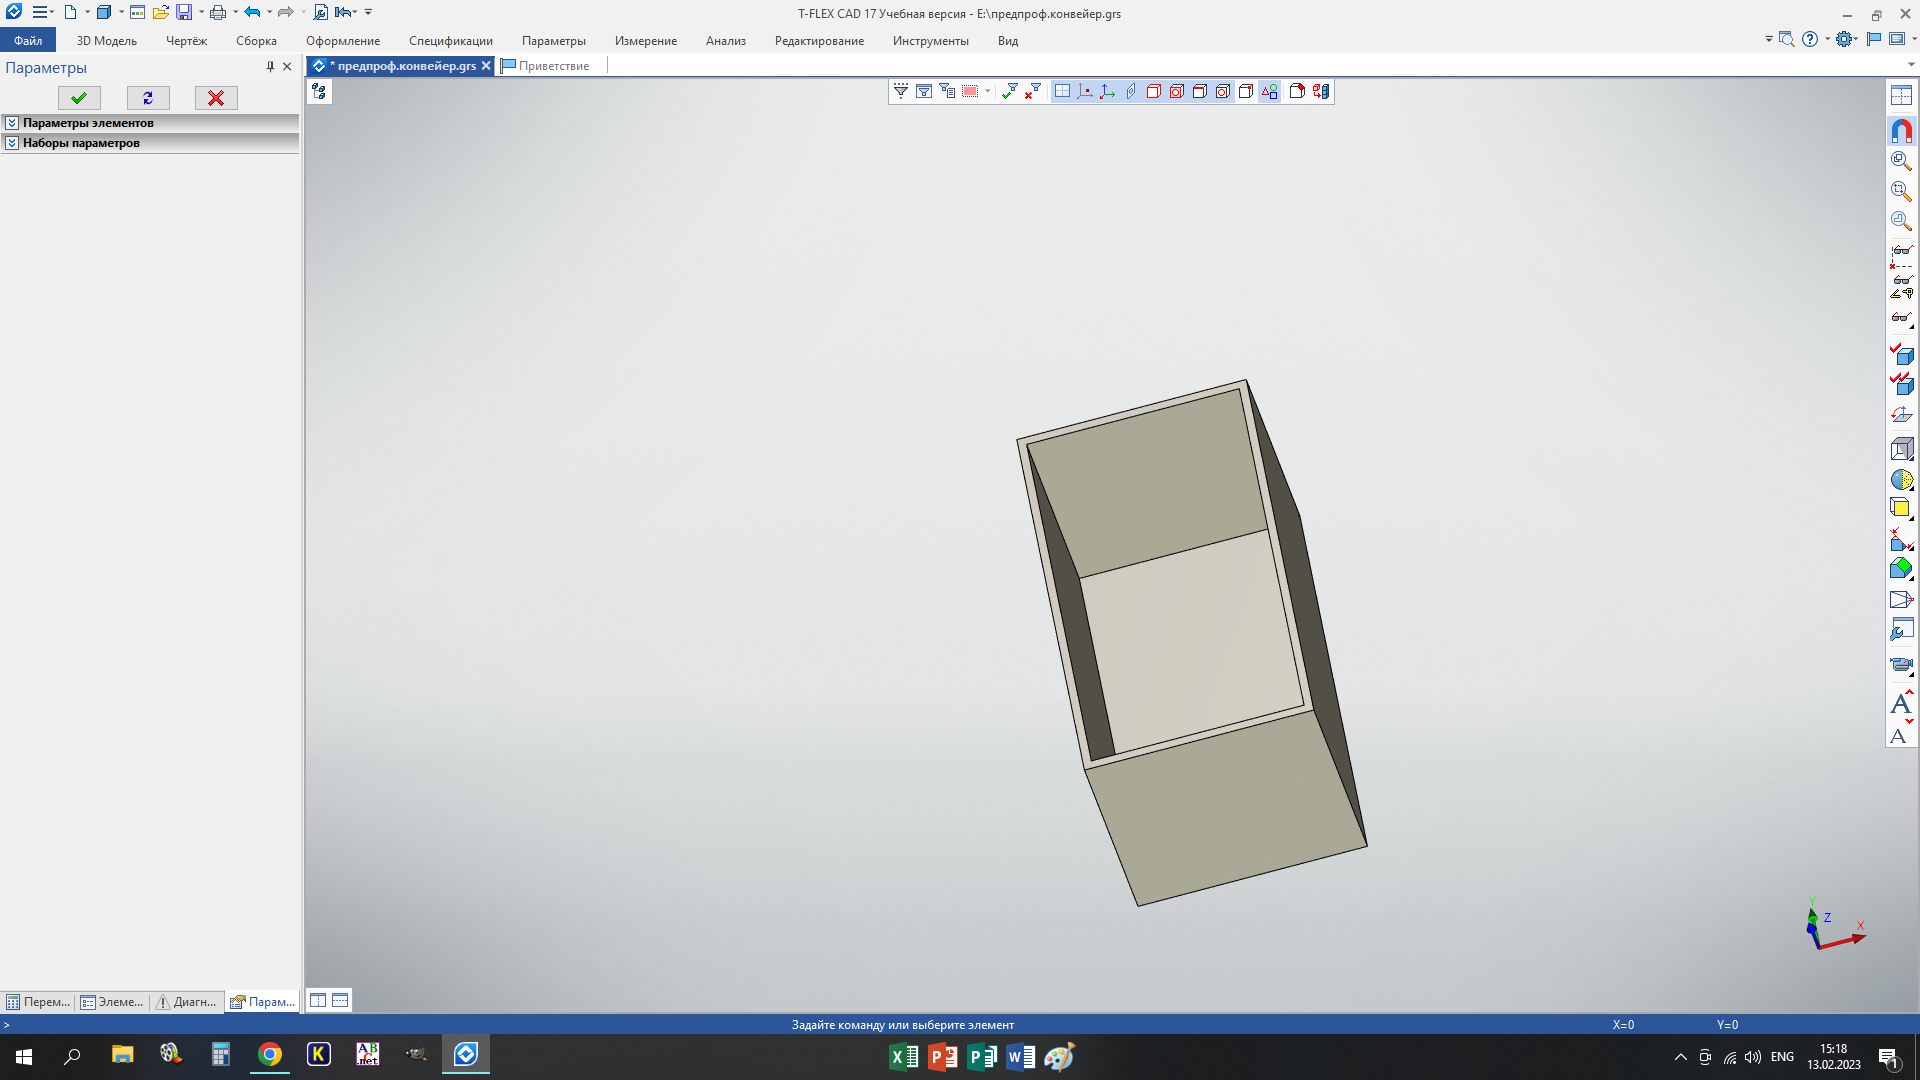 T-FLEX CAD 17 Учебная версия - E:\предпроф.конвейер.grs
Файл 3D Модель Чертёж Сборка Оформление Спецификации Параметры Измерение Анализ Редактирование Инструменты Вид
Параметры
* предпроф.конвейер.grs Приветствие
Параметры элементов
Наборы параметров
A
A
Y Z X
Перем... Элеме... Диагн... Парам...
> Задайте команду или выберите элемент X=0 Y=0
K
A B C .net
X P P W
ENG
15:18
13.02.2023
1